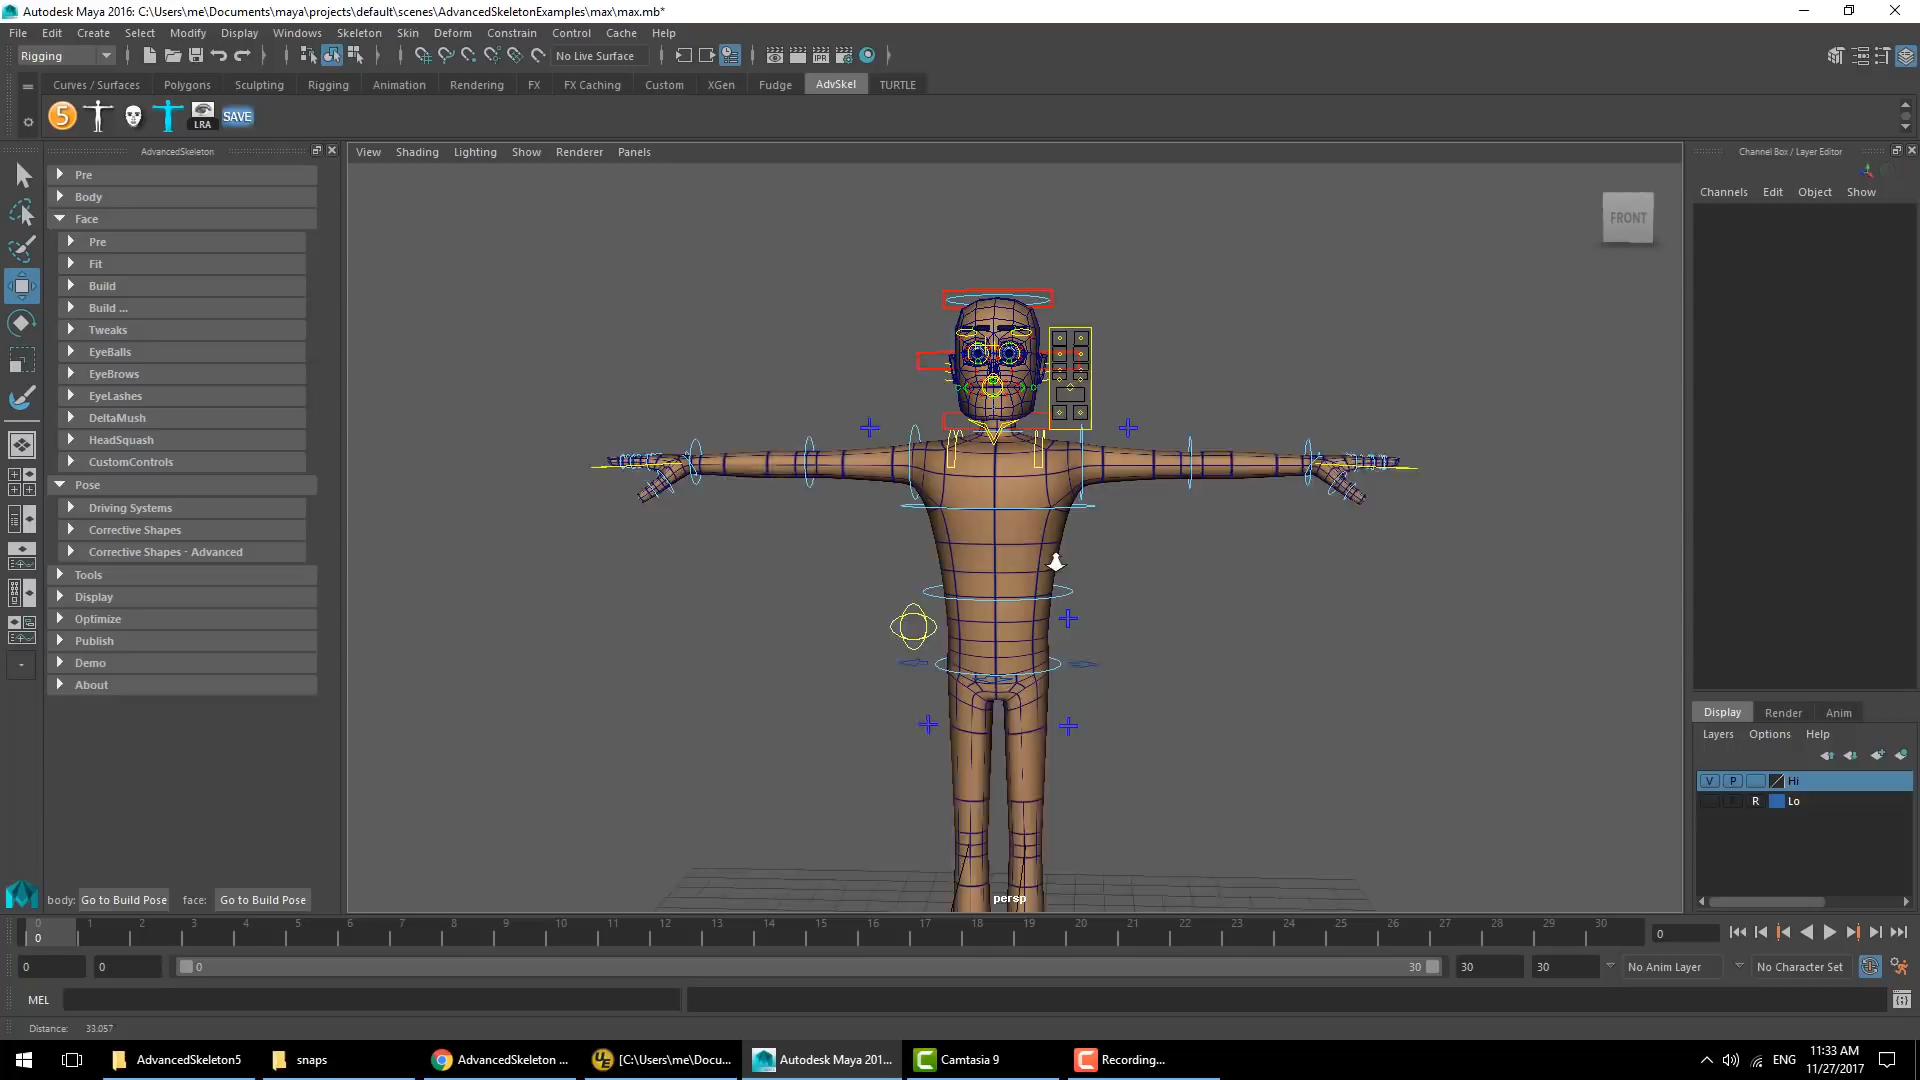 Autodesk Maya 2016: C:\Users\me\Documents\maya\projects\default\scenes\AdvancedSkeletonExamples\max\max.mb*
File Edit Create Select Modify Display Windows Skeleton Skin Deform Constrain Control Cache Help
Rigging No Live Surface IPR
Curves / Surfaces Polygons Sculpting Rigging Animation Rendering FX FX Caching Custom XGen Fudge AdvSkel TURTLE
5 LRA SAVE
AdvancedSkeleton
Pre
Body
Face
Pre
Fit
Build
Build ...
Tweaks
EyeBalls
EyeBrows
EyeLashes
DeltaMush
HeadSquash
CustomControls
Pose
Driving Systems
Corrective Shapes
Corrective Shapes - Advanced
Tools
Display
Optimize
Publish
Demo
About
body: Go to Build Pose face: Go to Build Pose
View Shading Lighting Show Renderer Panels
FRONT
persp
Channel Box / Layer Editor
Channels Edit Object Show
Display Render Anim
Layers Options Help
V P Hi
R Lo
0 1 2 3 4 5 6 7 8 9 10 11 12 13 14 15 16 17 18 19 20 21 22 23 24 25 26 27 28 29 30
0 0
0 0 0 30 30 30 No Anim Layer No Character Set
MEL
Distance: 33.057
AdvancedSkeleton5 snaps AdvancedSkeleton ... [C:\Users\me\Docu... Autodesk Maya 201... Camtasia 9 Recording... ENG 11:33 AM
11/27/2017